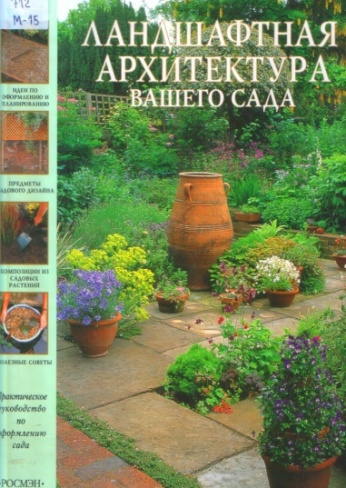 712
М-15
ЛАНДШАФТНАЯ
АРХИТЕКТУРА
ВАШЕГО САДА
ИДЕИ ПО
ОФОРМЛЕНИЮ И
ПЛАНИРОВАНИЮ
ПРЕДМЕТЫ
САДОВОГО ДИЗАЙНА
КОМПОЗИЦИИ ИЗ
САДОВЫХ
РАСТЕНИЙ
ПОЛЕЗНЫЕ СОВЕТЫ
Практическое
руководство
по
оформлению
сада
РОСМЭН